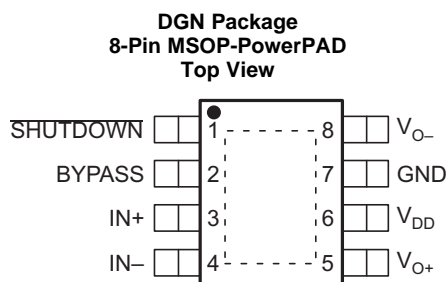 DGN Package
8-Pin MSOP-PowerPAD
Top View
SHUTDOWN 1 8 VO–
BYPASS 2 7 GND
IN+ 3 6 VDD
IN– 4 5 VO+